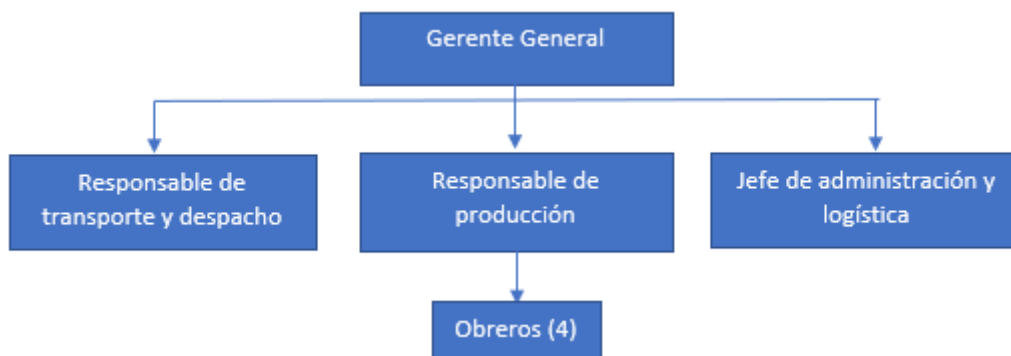 Gerente General
Responsable de
transporte y despacho
Responsable de
producción
Jefe de administración y
logística
Obreros (4)